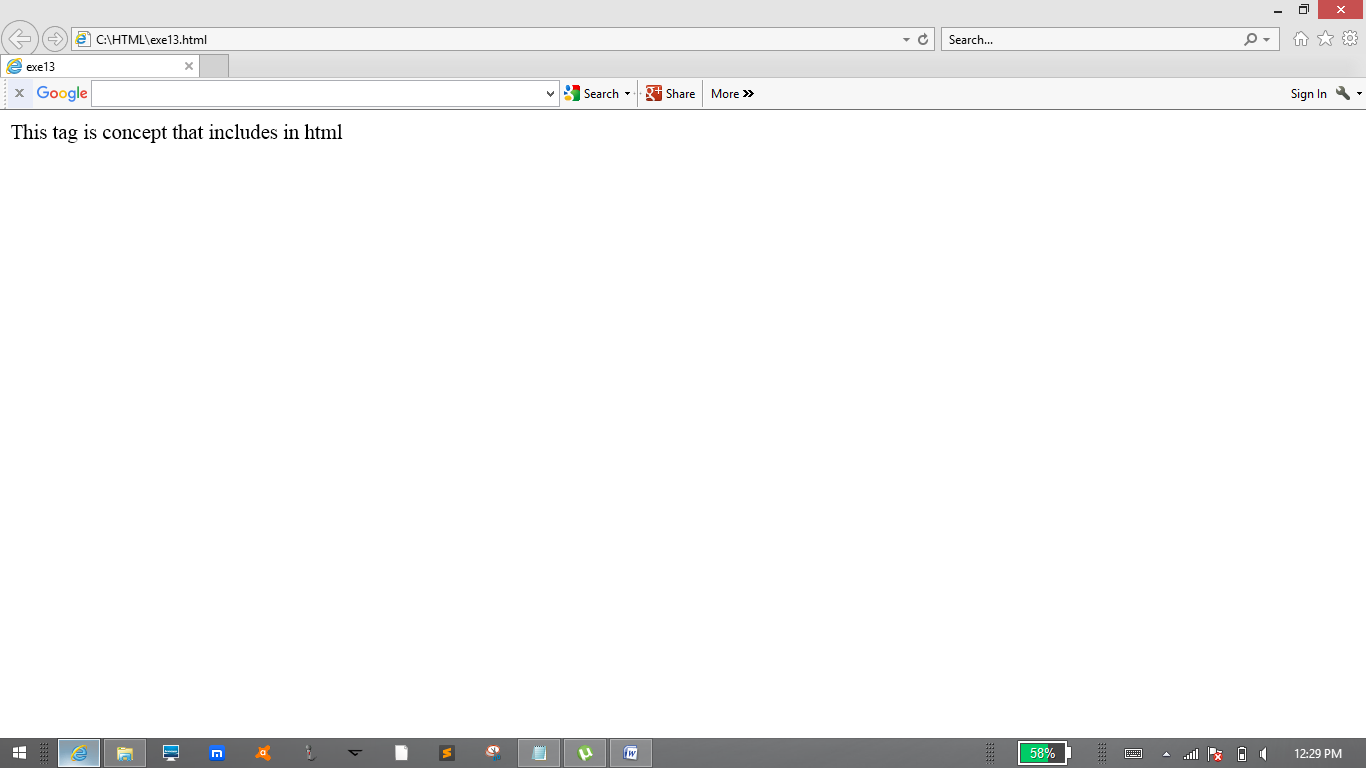 C:\HTML\exe13.html
Search...
exe13
Google Search Share More Sign In
This tag is concept that includes in html
58% 12:29 PM